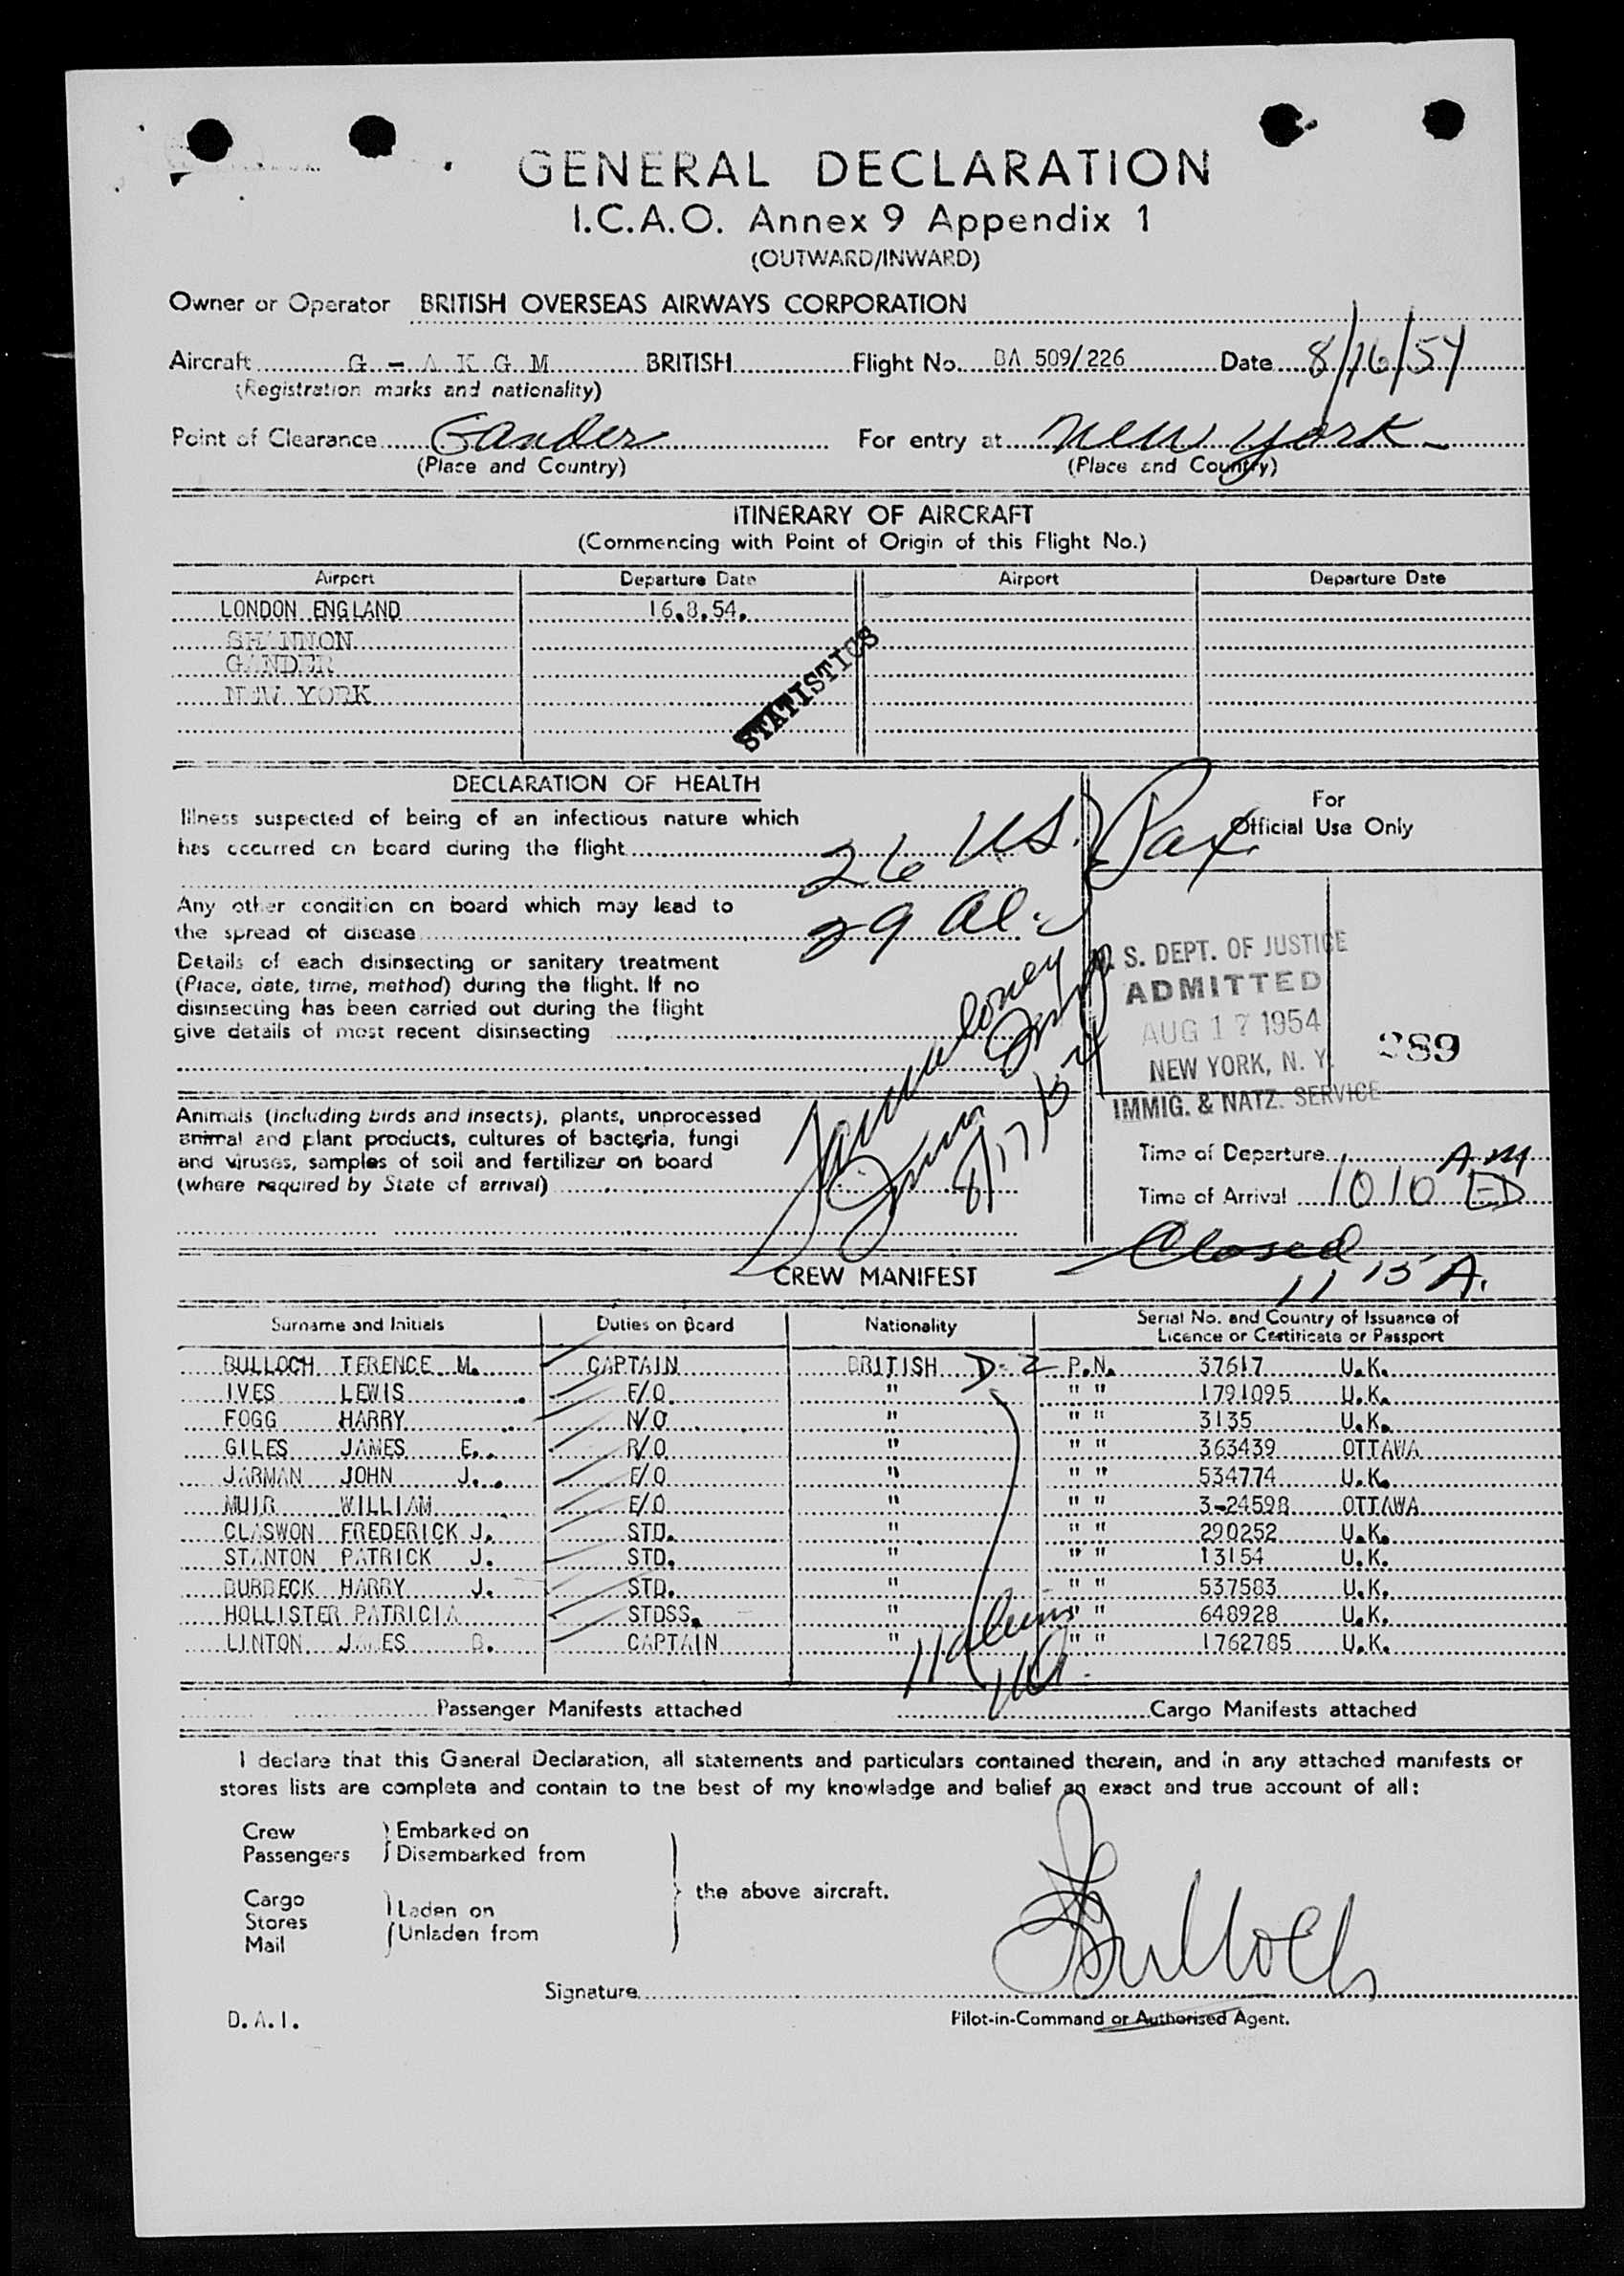 GENERAL DECLARATION
I.C.A.O. Annex 9 Appendix 1
(OUTWARD/INWARD)
Owner or Operator BRITISH OVERSEAS AIRWAYS CORPORATION
Aircraft G - A K G M BRITISH Flight No. BA 509/226 Date 8/16/54
(Registration marks and nationality)
Point of Clearance Gander For entry at New York
(Place and Country) (Place and Country)
ITINERARY OF AIRCRAFT
(Commencing with Point of Origin of this Flight No.)
Airport Departure Date Airport Departure Date
LONDON ENGLAND 16.8.54.
SHANNON
GANDER
NEW YORK
STATISTICS
DECLARATION OF HEALTH
Illness suspected of being of an infectious nature which
has occurred on board during the flight
Any other condition on board which may lead to
the spread of disease
Details of each disinsecting or sanitary treatment
(Place, date, time, method) during the flight. If no
disinsecting has been carried out during the flight
give details of most recent disinsecting
26 US. } Pax
29 al.
8/17/54
For
Official Use Only
U. S. DEPT. OF JUSTICE
ADMITTED
AUG 17 1954
NEW YORK, N. Y.
IMMIG. & NATZ. SERVICE
289
Animals (including birds and insects), plants, unprocessed
animal and plant products, cultures of bacteria, fungi
and viruses, samples of soil and fertilizer on board
(where required by State of arrival)
Time of Departure
Time of Arrival 1010 AM ED
Closed
11 15 A.
CREW MANIFEST
Surname and Initials Duties on Board Nationality Serial No. and Country of Issuance of
Licence or Certificate or Passport
BULLOCH TERENCE M. CAPTAIN BRITISH D-2 P.N. 37617 U.K.
IVES LEWIS F/O " " " 1791095 U.K.
FOGG HARRY N/O " " " 3135 U.K.
GILES JAMES E. R/O " " " 363439 OTTAWA
JARMAN JOHN J. E/O " " " 534774 U.K.
MUIR WILLIAM E/O " " " 3-24598 OTTAWA
CLASWON FREDERICK J. STD. " " " 290252 U.K.
STANTON PATRICK J. STD. " " " 13154 U.K.
BURBECK HARRY J. STD. " " " 537583 U.K.
HOLLISTER PATRICIA STDSS. " " " 648928 U.K.
LINTON JAMES B. CAPTAIN " " " 1762785 U.K.
Passenger Manifests attached Cargo Manifests attached
I declare that this General Declaration, all statements and particulars contained therein, and in any attached manifests or
stores lists are complete and contain to the best of my knowledge and belief an exact and true account of all:
Crew } Embarked on
Passengers } Disembarked from
the above aircraft.
Cargo
Stores } Laden on
Mail } Unladen from
Signature Bulloch
D.A.I. Pilot-in-Command or Authorised Agent.